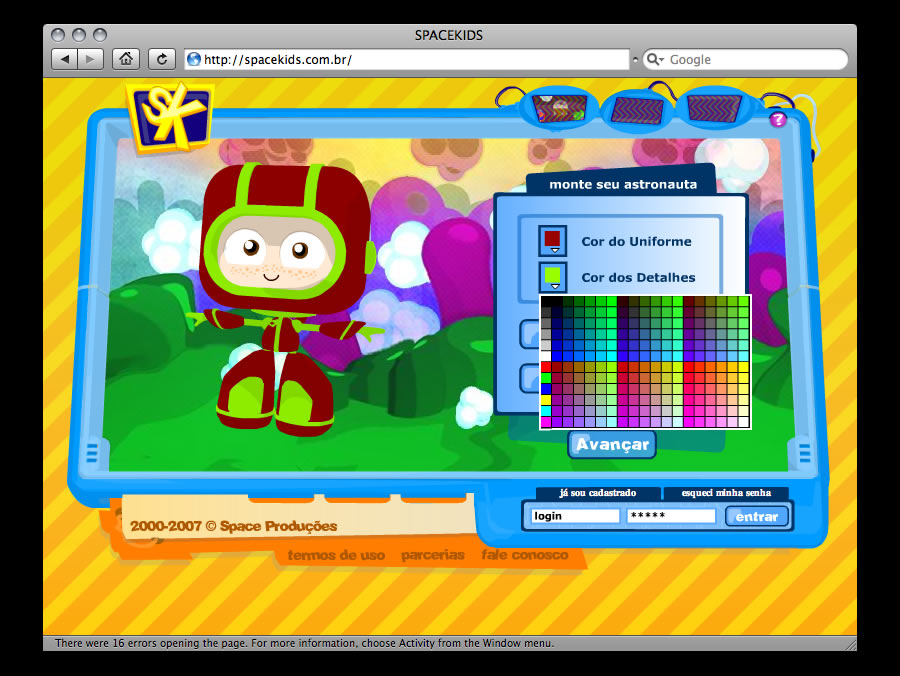 SPACEKIDS
http://spacekids.com.br/
Google
SK
?
monte seu astronauta
Cor do Uniforme
Cor dos Detalhes
Avançar
já sou cadastrado
esqueci minha senha
login
*****
entrar
2000-2007 © Space Produções
termos de uso
parcerias
fale conosco
There were 16 errors opening the page. For more information, choose Activity from the Window menu.